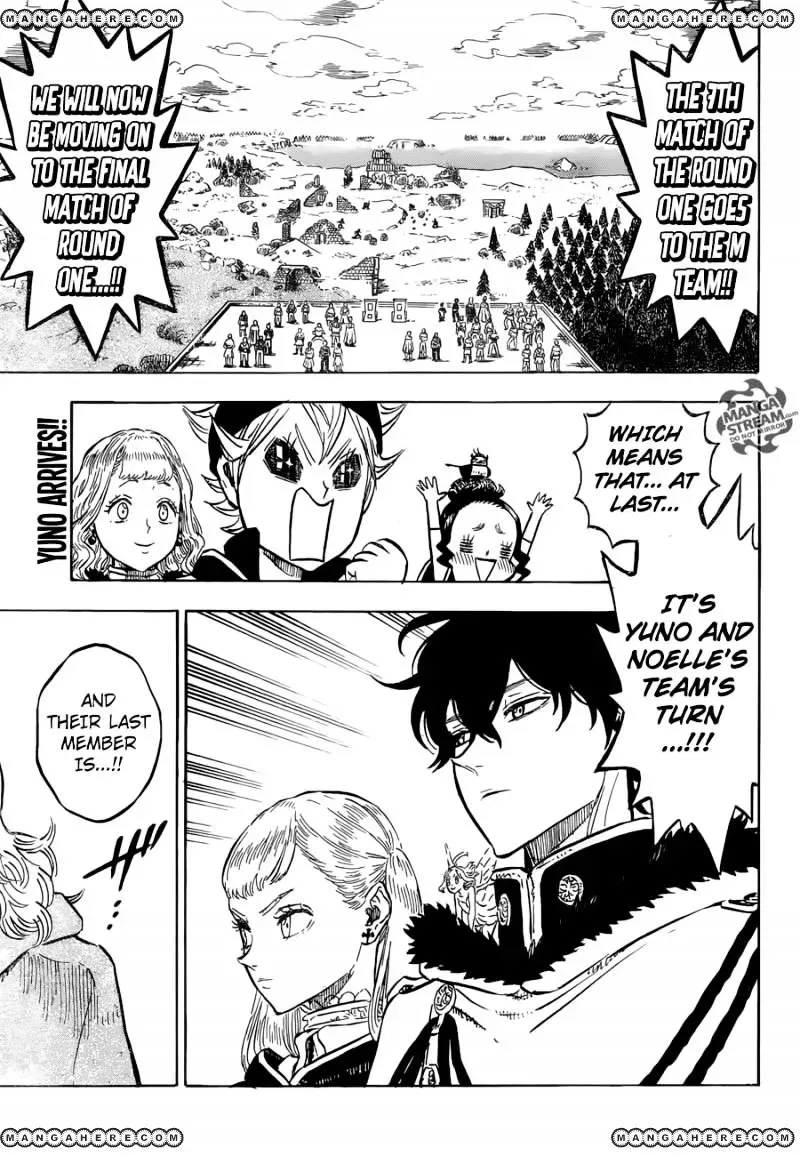 MANGAHERE.COM
MANGAHERE.COM
THE 7TH
MATCH OF
THE ROUND
ONE GOES
TO THE M
TEAM!!
WE WILL NOW
BE MOVING ON
TO THE FINAL
MATCH OF
ROUND
ONE...!!
MANGA
STREAM.COM
DO NOT MIRROR
WHICH
MEANS
THAT... AT
LAST...
YUNO ARRIVES!!
IT'S
YUNO AND
NOELLE'S
TEAM'S
TURN
...!!!
AND
THEIR LAST
MEMBER
IS...!!
MANGAHERE.COM
MANGAHERE.COM